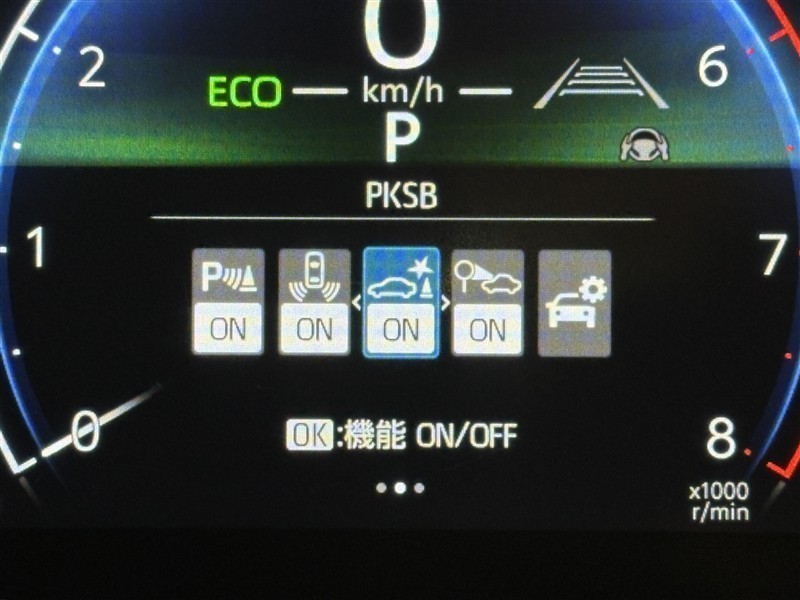 0
2
6
ECO
km/h
P
PKSB
1
7
P
ON ON ON ON
0
OK:機能 ON/OFF
8
x1000
r/min